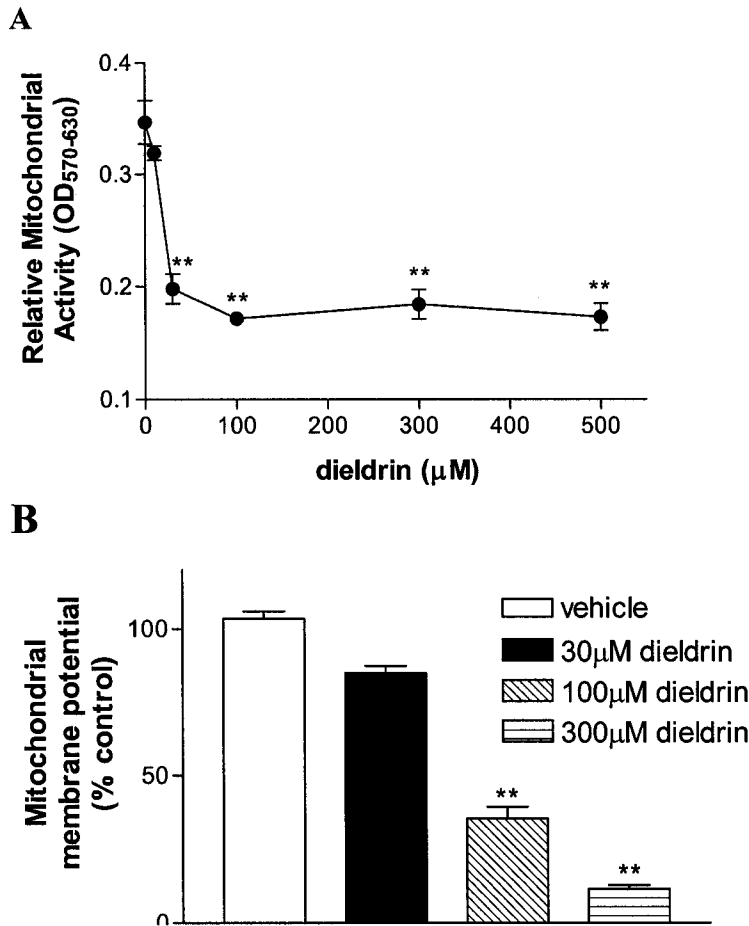 A
Relative Mitochondrial
Activity (OD570-630)
0.4
0.3
0.2
0.1
**
**
**
**
0
100
200
300
400
500
dieldrin (μM)
B
Mitochondrial
membrane potential
(% control)
100
50
0
**
**
vehicle
30μM dieldrin
100μM dieldrin
300μM dieldrin